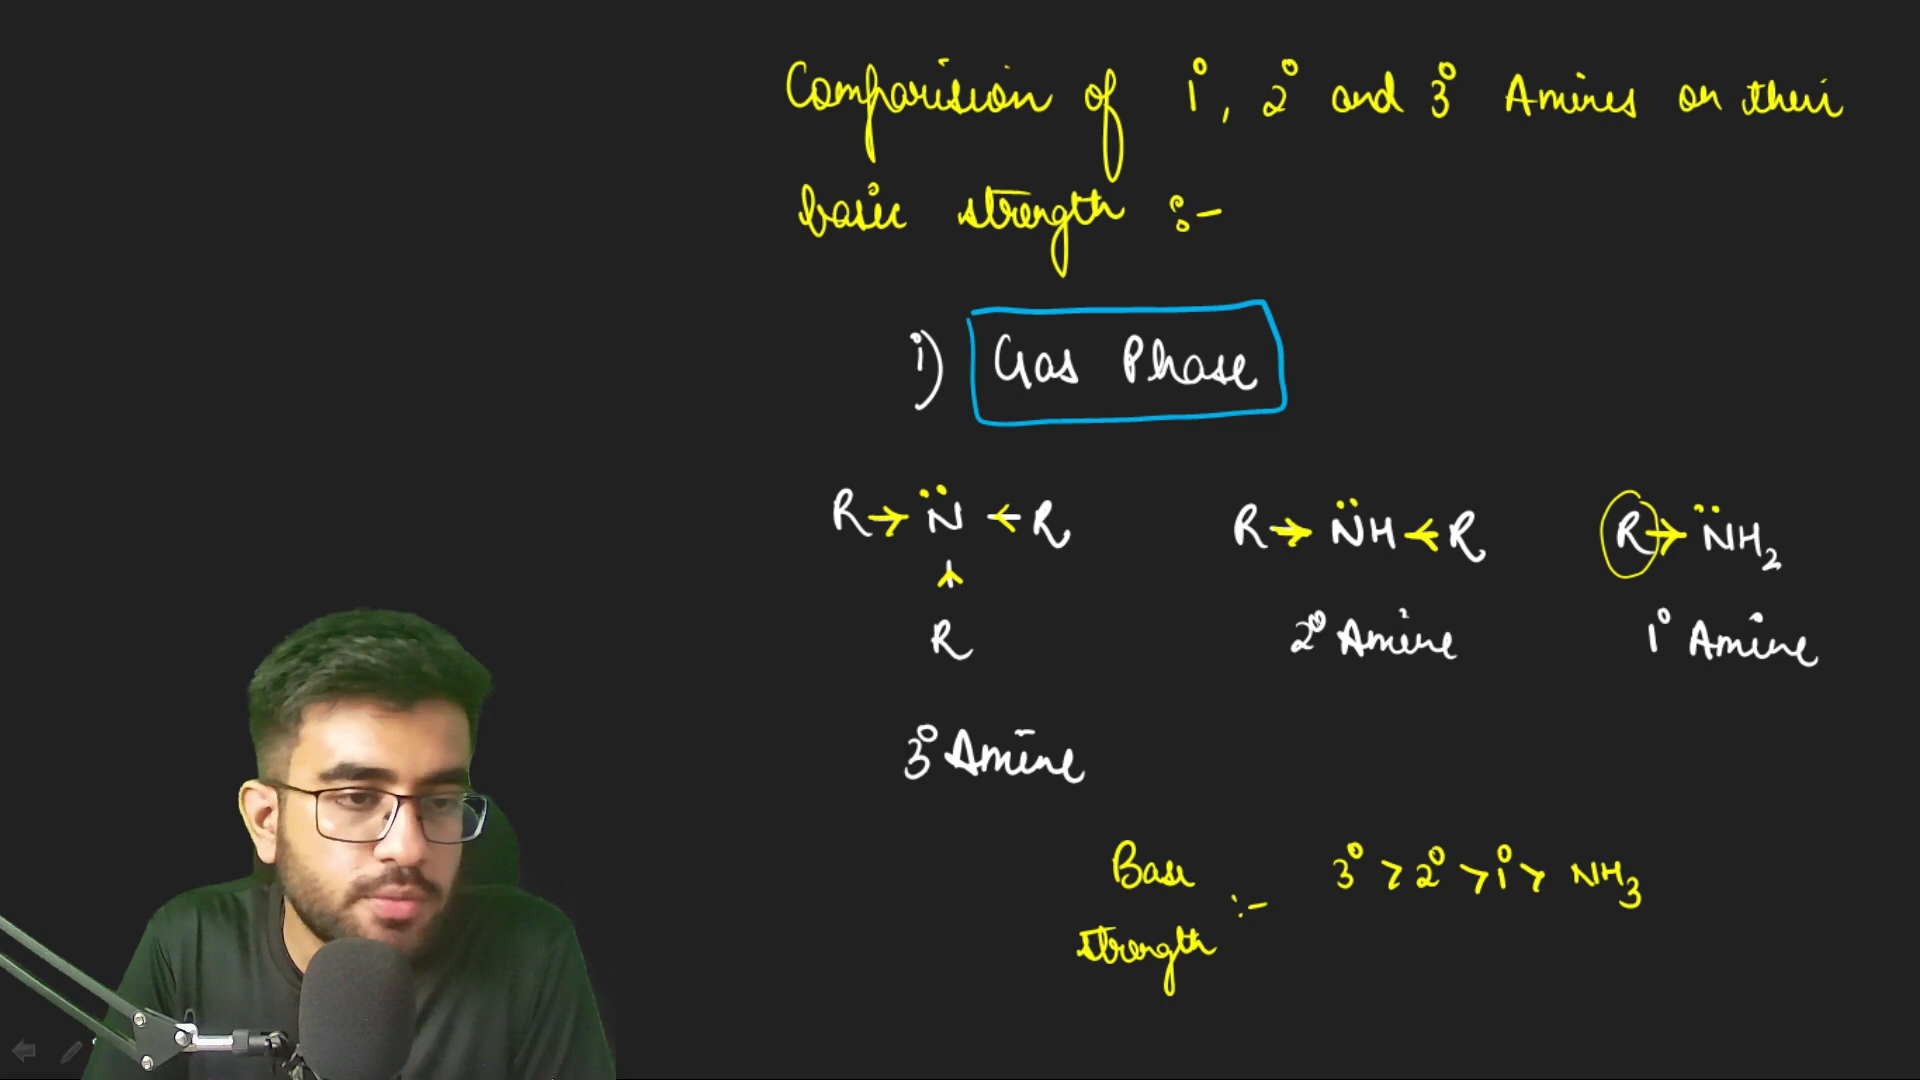 Comparision of 1°, 2° and 3° Amines on their
basic strength :-
i) Gas Phase
R → N̈ ← R
↑
R
3° Amine
R → N̈H ← R
2° Amine
R → N̈H₂
1° Amine
Base strength :- 3° > 2° > 1° > NH₃